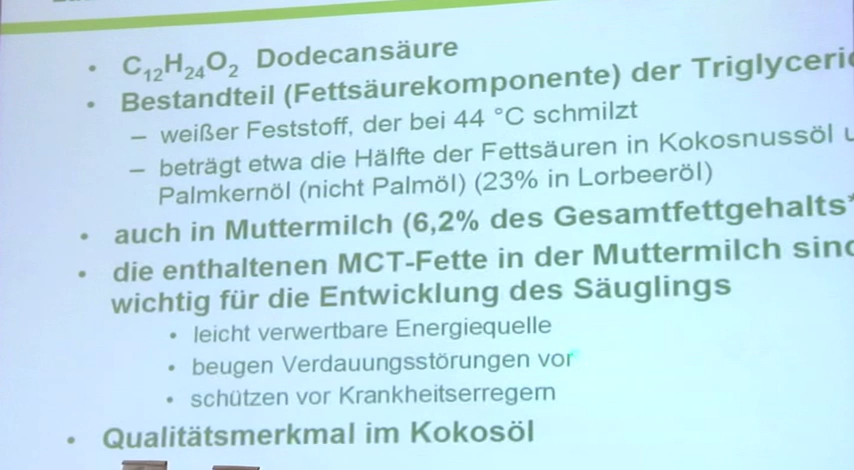 • C₁₂H₂₄O₂ Dodecansäure
• Bestandteil (Fettsäurekomponente) der
– weißer Feststoff, der bei 44 °C schmilzt
– beträgt etwa die Hälfte der Fettsäuren in Kokosnussöl
Palmkernöl (nicht Palmöl) (23% in Lorbeeröl)
• auch in Muttermilch (6,2% des Gesamtfettgehalts*
• die enthaltenen MCT-Fette in der Muttermilch
wichtig für die Entwicklung des Säuglings
• leicht verwertbare Energiequelle
• beugen Verdauungsstörungen vor
• schützen vor Krankheitserregern
• Qualitätsmerkmal im Kokosöl